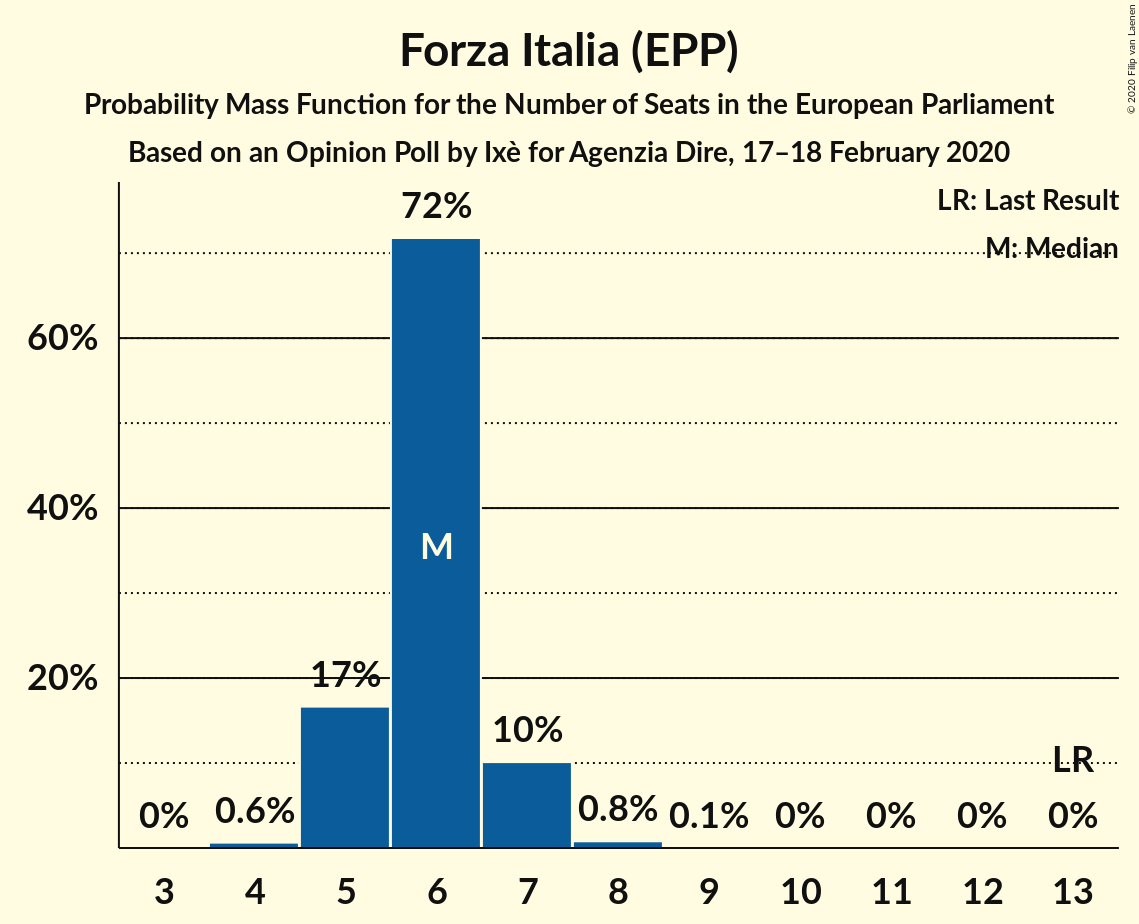 Forza Italia (EPP)
Probability Mass Function for the Number of Seats in the European Parliament
Based on an Opinion Poll by Ixè for Agenzia Dire, 17–18 February 2020
© 2020 Filip van Laenen
LR: Last Result
M: Median
72%
60%
40%
M
20%
17%
10%
LR
0% 0.6% 0.8% 0.1% 0% 0% 0% 0%
3 4 5 6 7 8 9 10 11 12 13